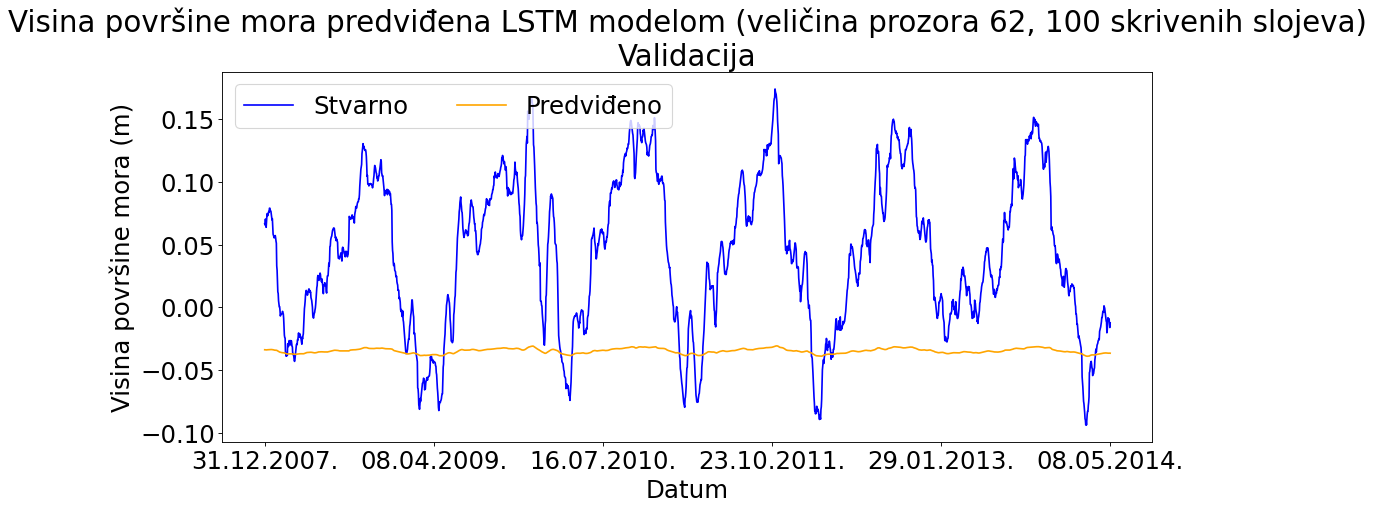 Visina površine mora predviđena LSTM modelom (veličina prozora 62, 100 skrivenih slojeva)
Validacija
Stvarno Predviđeno
Visina površine mora (m)
0.15
0.10
0.05
0.00
−0.05
−0.10
31.12.2007. 08.04.2009. 16.07.2010. 23.10.2011. 29.01.2013. 08.05.2014.
Datum